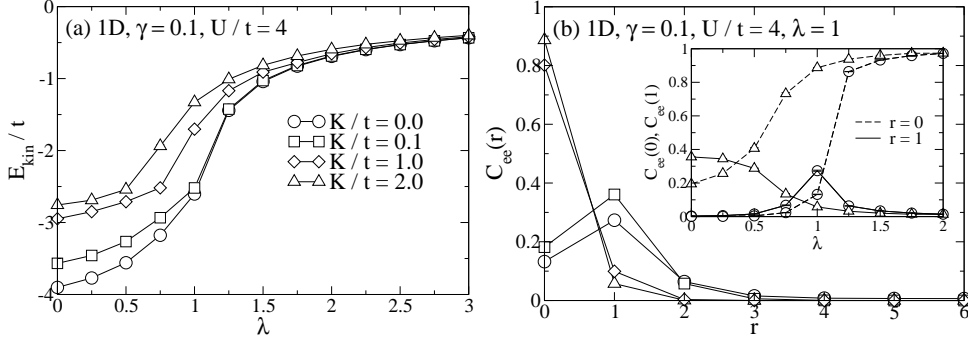 (a) 1D, γ = 0.1, U / t = 4
0
-1
-2
-3
-4
E_kin / t
K / t = 0.0
K / t = 0.1
K / t = 1.0
K / t = 2.0
0 0.5 1 1.5 2 2.5 3
λ
(b) 1D, γ = 0.1, U / t = 4, λ = 1
1
0.8
0.6
0.4
0.2
0
C_ee(r)
0 1 2 3 4 5 6
r
1
0.8
0.6
0.4
0.2
0
C_ee(0), C_ee(1)
r = 0
r = 1
0 0.5 1 1.5 2
λ